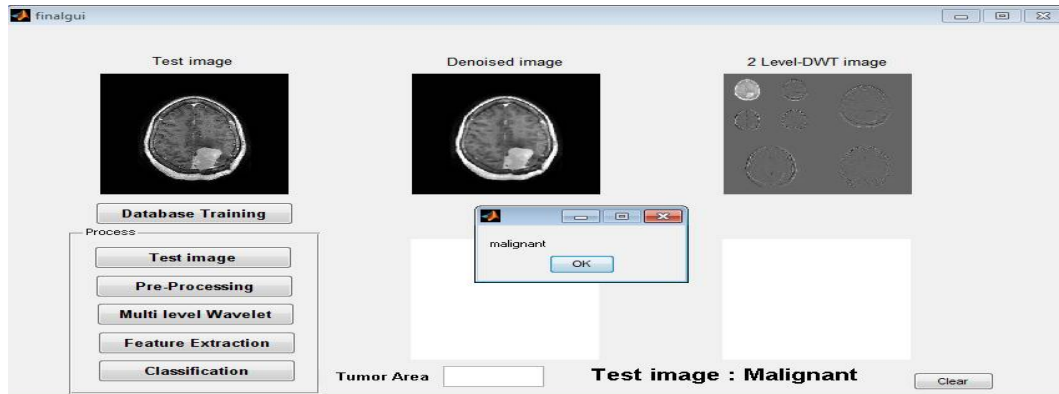 finalgui
Test image
Denoised image
2 Level-DWT image
Database Training
Process
Test image
Pre-Processing
Multi level Wavelet
Feature Extraction
Classification
malignant
OK
Tumor Area
Test image : Malignant
Clear